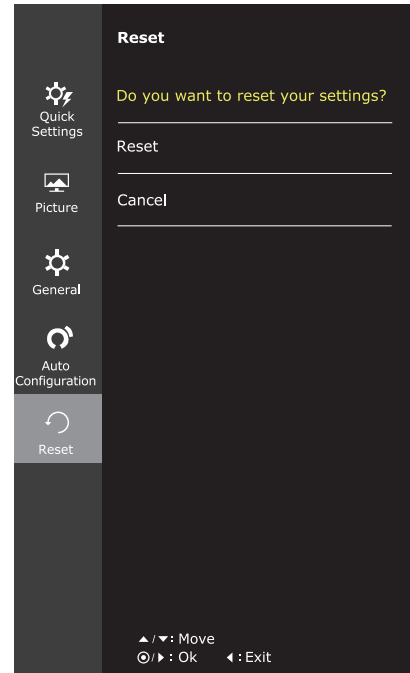 Reset
Do you want to reset your settings?
Reset
Cancel
Quick
Settings
Picture
General
Auto
Configuration
Reset
▲/▼: Move
◉/▶: Ok ◀: Exit